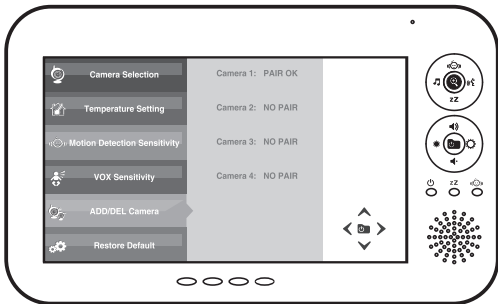 Camera Selection
Temperature Setting
Motion Detection Sensitivity
VOX Sensitivity
ADD/DEL Camera
Restore Default
Camera 1: PAIR OK
Camera 2: NO PAIR
Camera 3: NO PAIR
Camera 4: NO PAIR
zZ
zZ